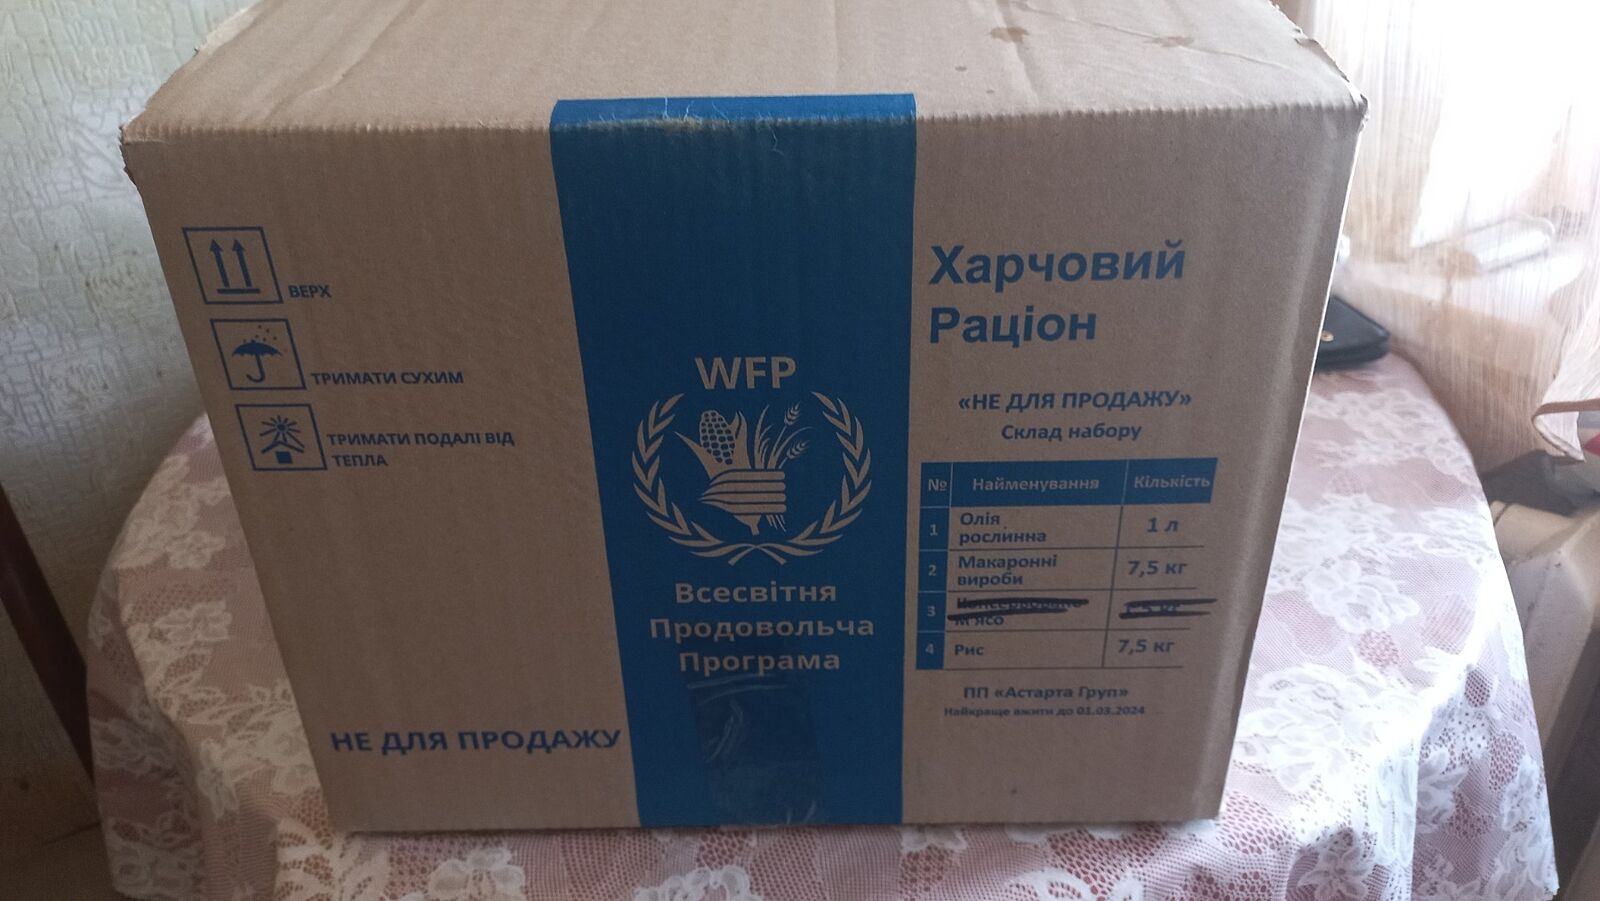 ВЕРХ
ТРИМАТИ СУХИМ
ТРИМАТИ ПОДАЛІ ВІД
ТЕПЛА
НЕ ДЛЯ ПРОДАЖУ
WFP
Всесвітня
Продовольча
Програма
Харчовий
Раціон
«НЕ ДЛЯ ПРОДАЖУ»
Склад набору
№ Найменування Кількість
1 Олія рослинна 1 л
2 Макаронні вироби 7,5 кг
3 м'ясо
4 Рис 7,5 кг
ПП «Астарта Груп»
Найкраще вжити до 01.03.2024